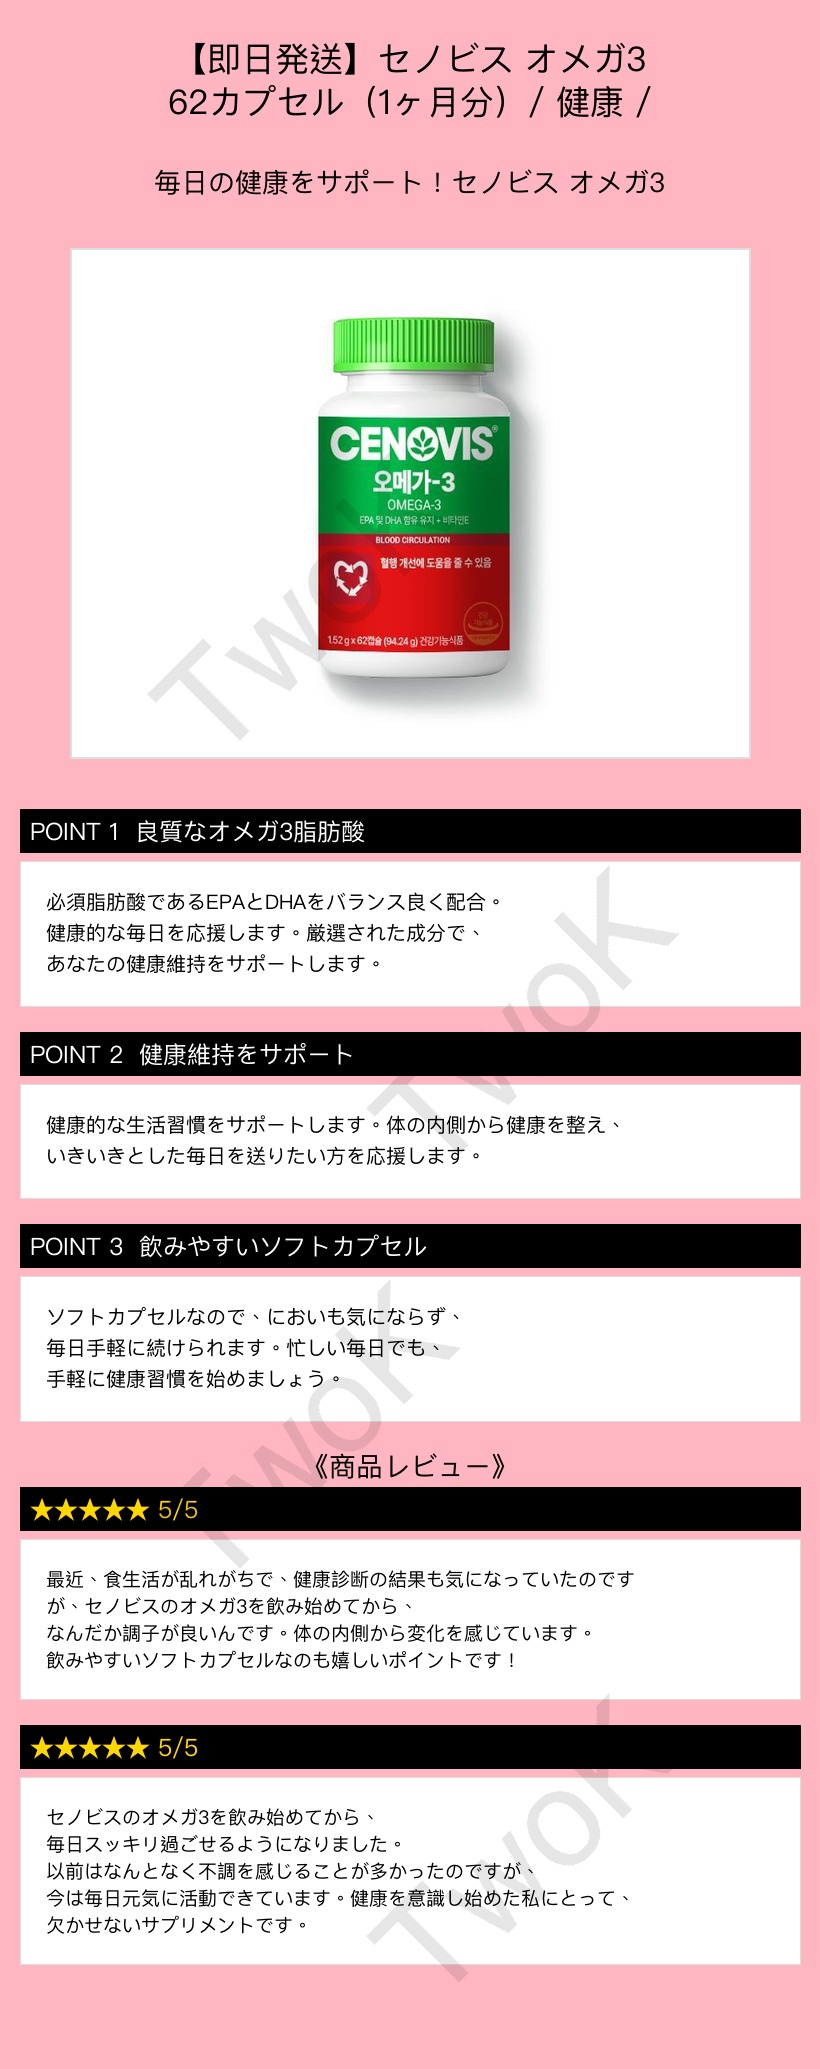 【即日発送】セノビス オメガ3
62カプセル（1ヶ月分）/ 健康 /
毎日の健康をサポート！セノビス オメガ3
CENOVIS®
오메가-3
OMEGA-3
EPA 및 DHA 함유 유지 + 비타민E
BLOOD CIRCULATION
혈행 개선에 도움을 줄 수 있음
건강
기능식품
1.52 g x 62캡슐 (94.24 g) 건강기능식품
TwoK
POINT 1 良質なオメガ3脂肪酸
必須脂肪酸であるEPAとDHAをバランス良く配合。
健康的な毎日を応援します。厳選された成分で、
あなたの健康維持をサポートします。
TwoK
POINT 2 健康維持をサポート
健康的な生活習慣をサポートします。体の内側から健康を整え、
いきいきとした毎日を送りたい方を応援します。
POINT 3 飲みやすいソフトカプセル
ソフトカプセルなので、においも気にならず、
毎日手軽に続けられます。忙しい毎日でも、
手軽に健康習慣を始めましょう。
TwoK
《商品レビュー》
★★★★★ 5/5
最近、食生活が乱れがちで、健康診断の結果も気になっていたのです
が、セノビスのオメガ3を飲み始めてから、
なんだか調子が良いんです。体の内側から変化を感じています。
飲みやすいソフトカプセルなのも嬉しいポイントです！
★★★★★ 5/5
セノビスのオメガ3を飲み始めてから、
毎日スッキリ過ごせるようになりました。
以前はなんとなく不調を感じることが多かったのですが、
今は毎日元気に活動できています。健康を意識し始めた私にとって、
欠かせないサプリメントです。
TwoK